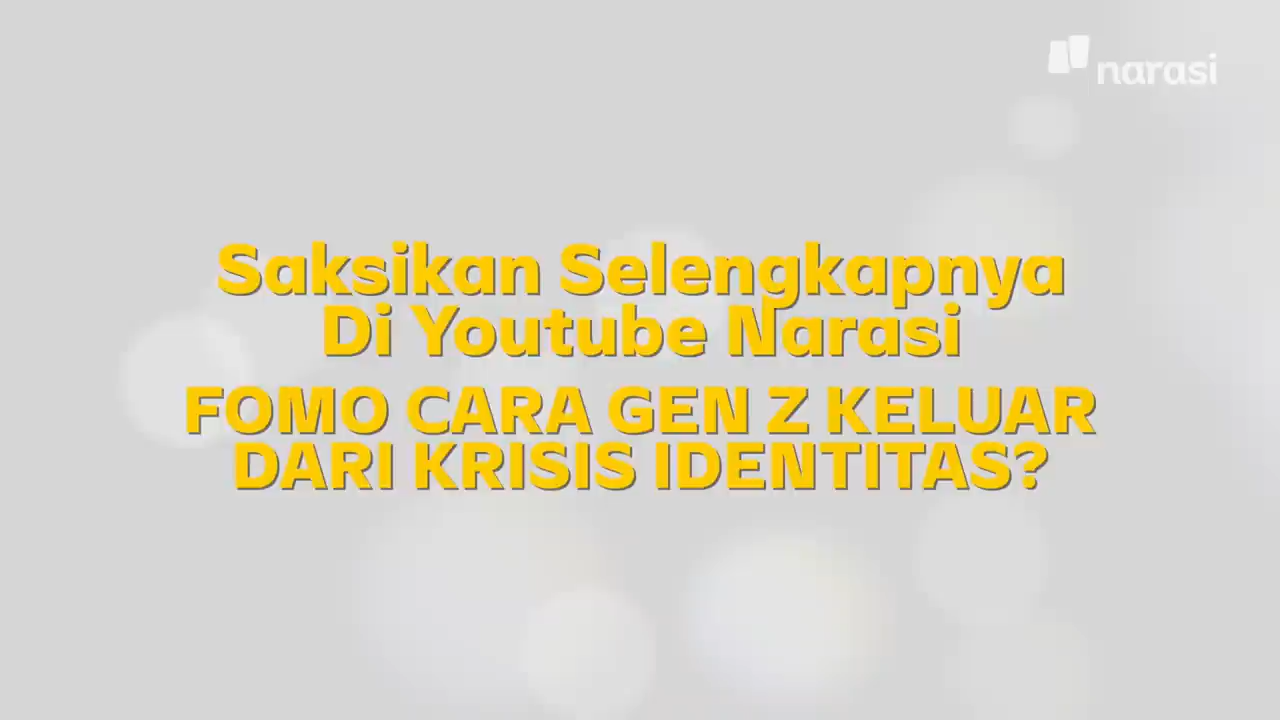 narasi
Saksikan Selengkapnya
Di Youtube Narasi
FOMO CARA GEN Z KELUAR
DARI KRISIS IDENTITAS?